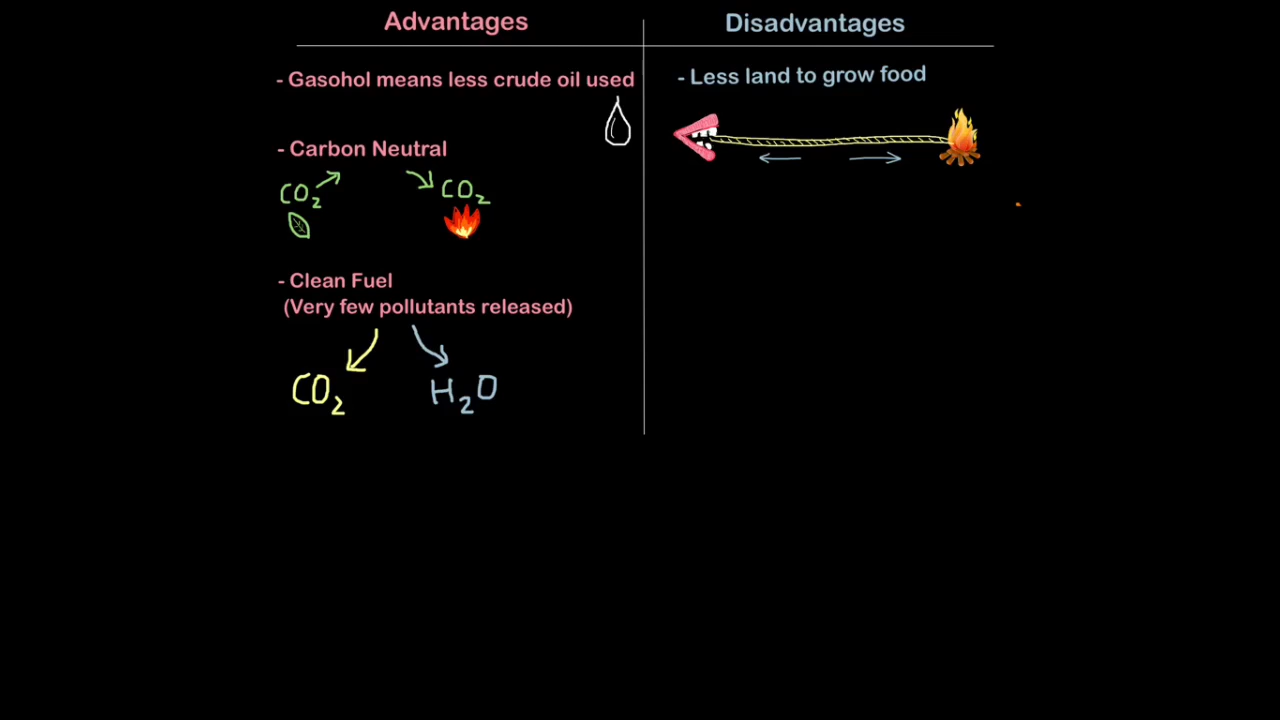 Advantages
Disadvantages
- Gasohol means less crude oil used
- Less land to grow food
- Carbon Neutral
CO₂ CO₂
- Clean Fuel
(Very few pollutants released)
CO₂ H₂O